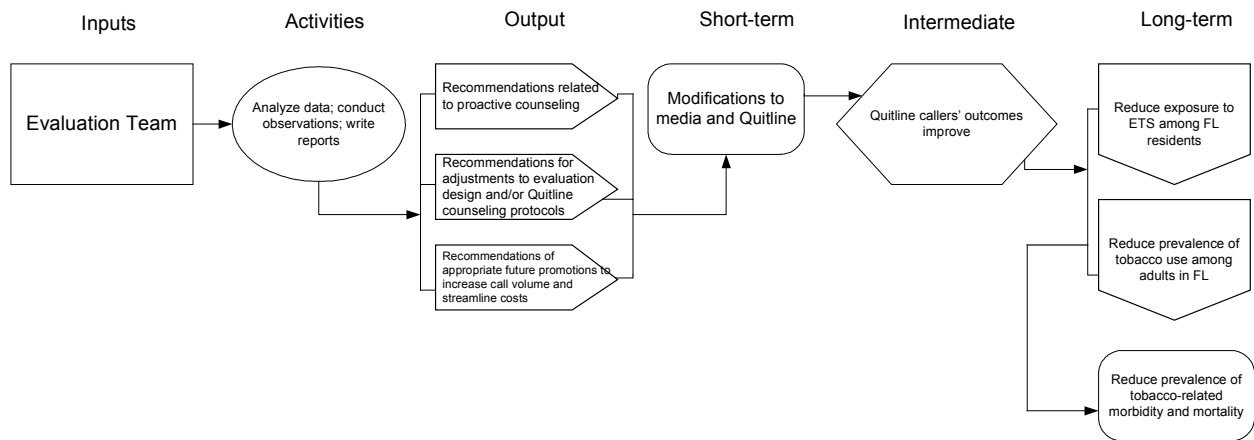 Inputs
Activities
Output
Short-term
Intermediate
Long-term
Evaluation Team
Analyze data; conduct
observations; write
reports
Recommendations related
to proactive counseling
Recommendations for
adjustments to evaluation
design and/or Quitline
counseling protocols
Recommendations of
appropriate future promotions to
increase call volume and
streamline costs
Modifications to
media and Quitline
Quitline callers' outcomes
improve
Reduce exposure to
ETS among FL
residents
Reduce prevalence of
tobacco use among
adults in FL
Reduce prevalence of
tobacco-related
morbidity and mortality